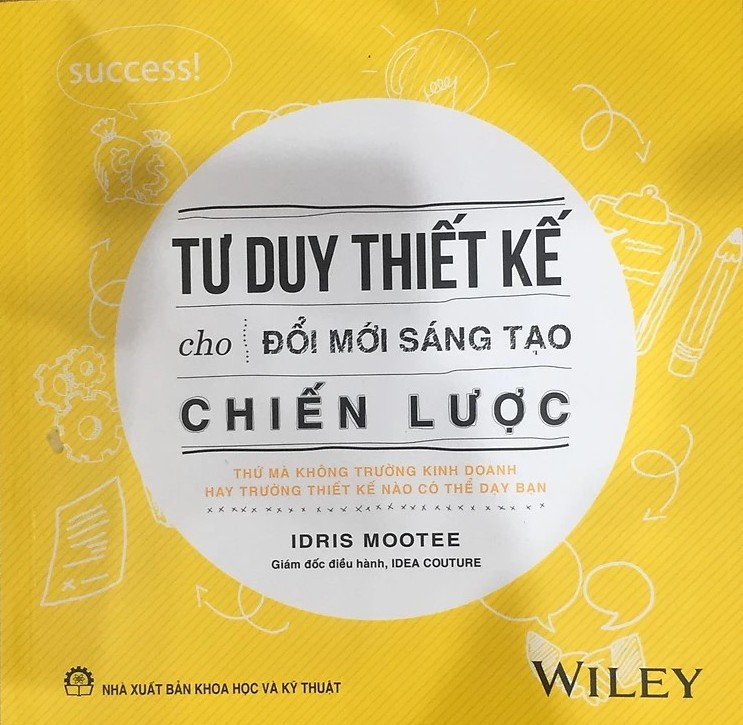 success!
TƯ DUY THIẾT KẾ
cho ĐỔI MỚI SÁNG TẠO
CHIẾN LƯỢC
THỨ MÀ KHÔNG TRƯỜNG KINH DOANH
HAY TRƯỜNG THIẾT KẾ NÀO CÓ THỂ DẠY BẠN
IDRIS MOOTEE
Giám đốc điều hành, IDEA COUTURE
NHÀ XUẤT BẢN KHOA HỌC VÀ KỸ THUẬT
WILEY